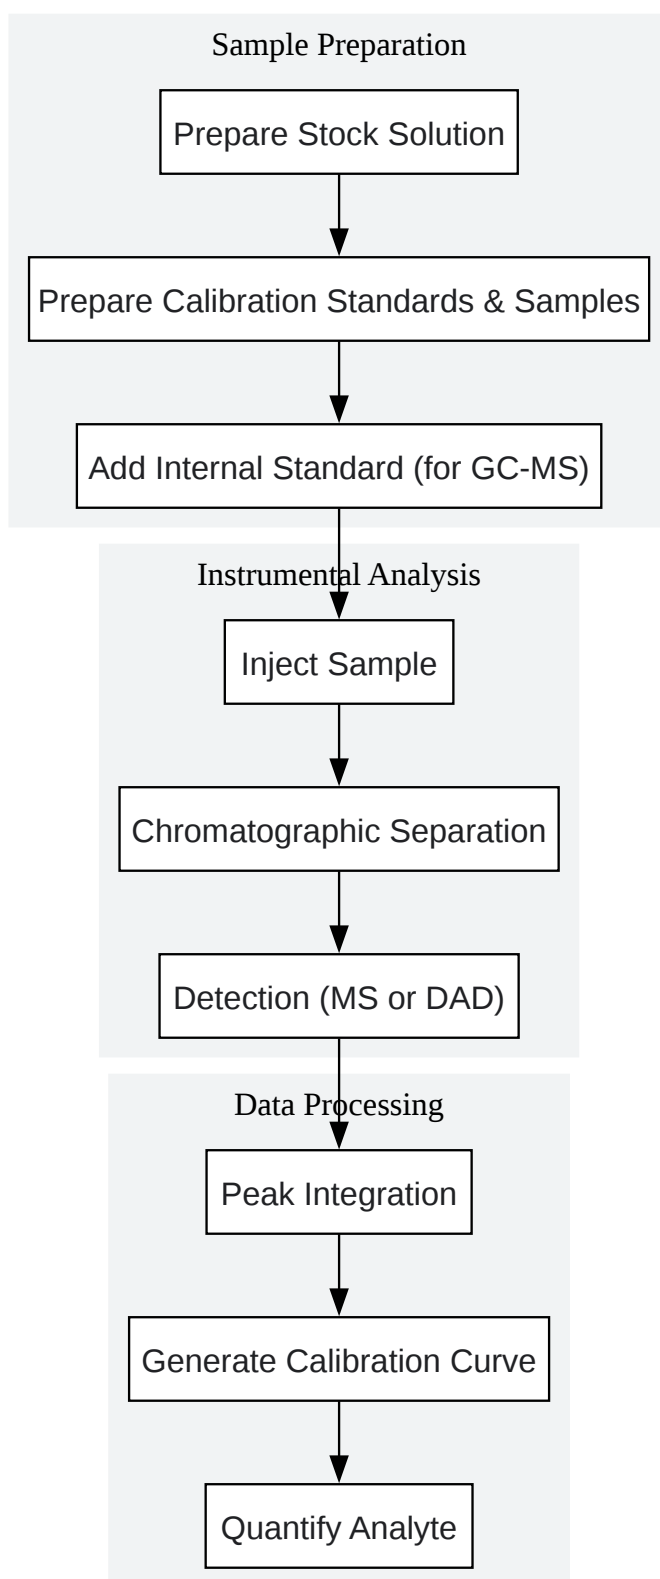 Sample Preparation
Prepare Stock Solution
Prepare Calibration Standards & Samples
Add Internal Standard (for GC-MS)
Instrumental Analysis
Inject Sample
Chromatographic Separation
Detection (MS or DAD)
Data Processing
Peak Integration
Generate Calibration Curve
Quantify Analyte